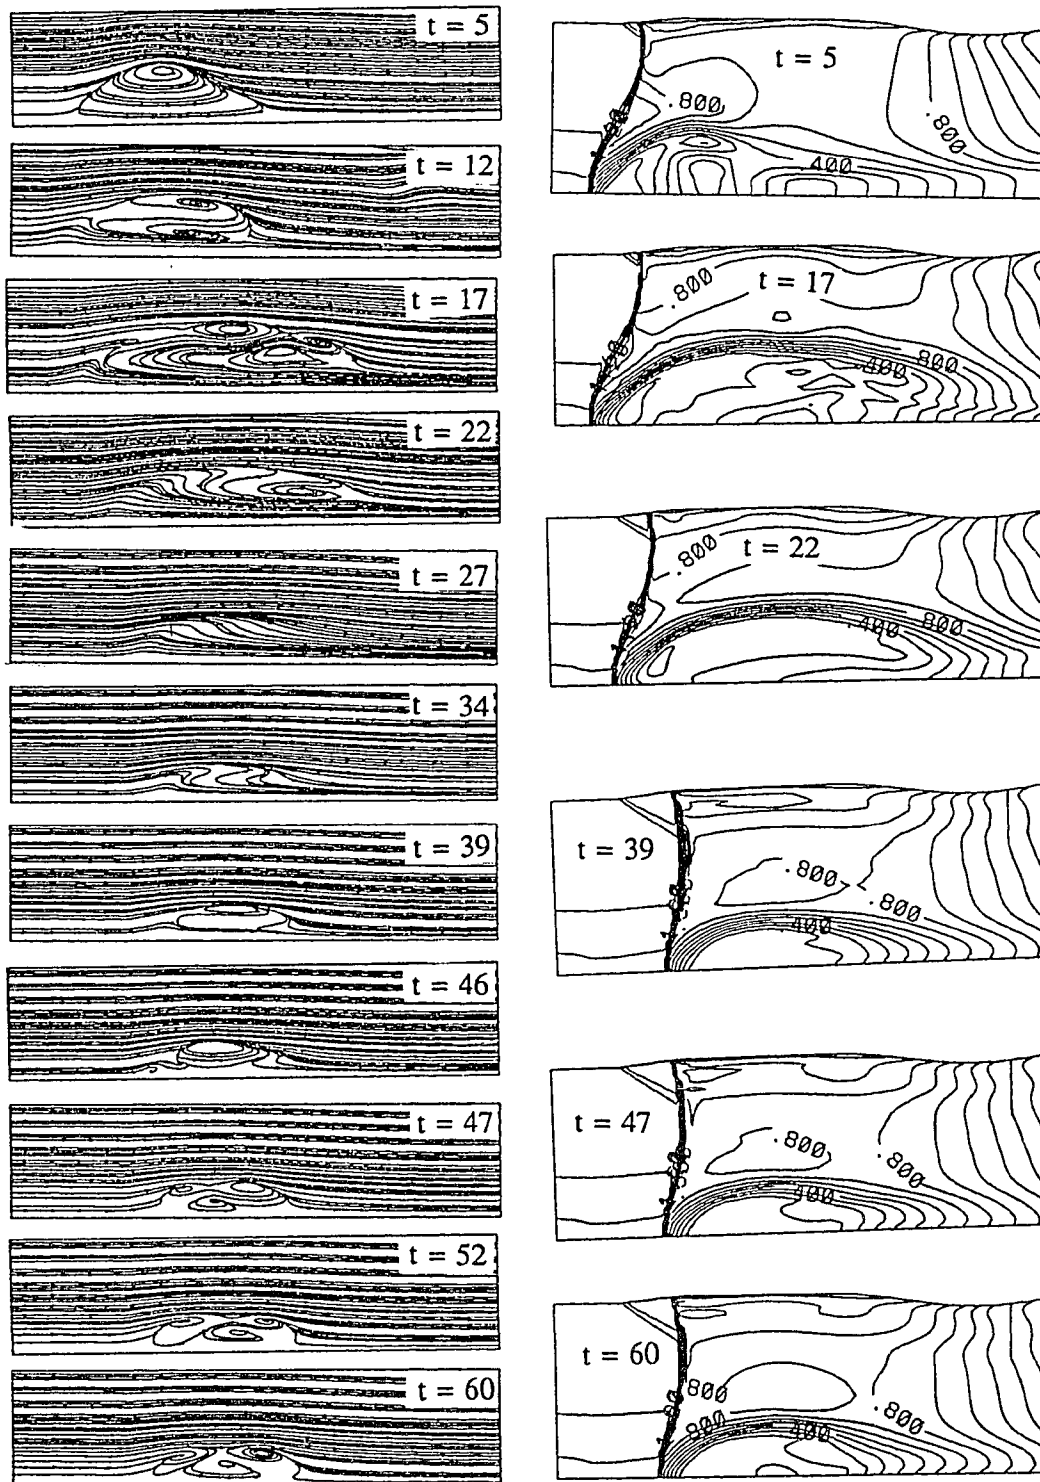 t = 5
t = 12
t = 17
t = 22
t = 27
t = 34
t = 39
t = 46
t = 47
t = 52
t = 60
t = 5
.800
.800
.400
t = 17
.800
.800
.400
t = 22
.800
.800
.400
t = 39
.800
.800
.400
t = 47
.800
.800
.400
t = 60
.800
.800
.800
.400